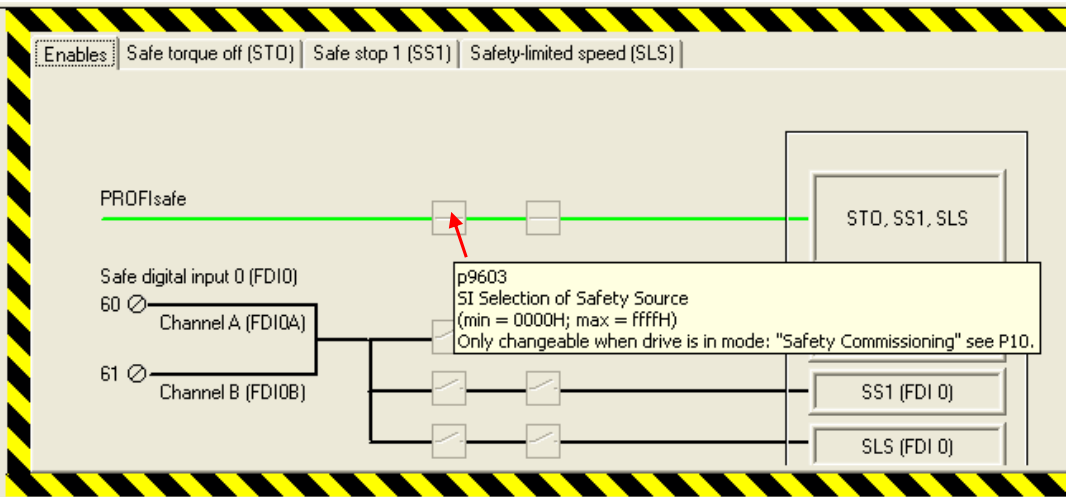 Enables Safe torque off (STO) Safe stop 1 (SS1) Safety-limited speed (SLS)
PROFIsafe
STO, SS1, SLS
Safe digital input 0 (FDI0)
p9603
SI Selection of Safety Source
(min = 0000H; max = ffffH)
Only changeable when drive is in mode: "Safety Commissioning" see P10.
60
Channel A (FDI0A)
61
Channel B (FDI0B)
SS1 (FDI 0)
SLS (FDI 0)